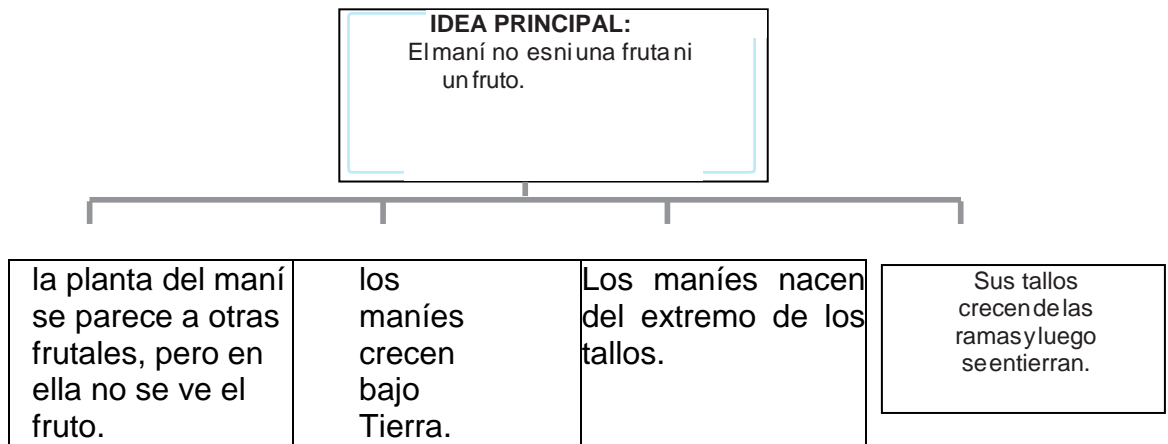 IDEA PRINCIPAL:
El maní no es ni una fruta ni
un fruto.
la planta del maní
se parece a otras
frutales, pero en
ella no se ve el
fruto.
los
maníes
crecen
bajo
Tierra.
Los maníes nacen
del extremo de los
tallos.
Sus tallos
crecen de las
ramas y luego
se entierran.